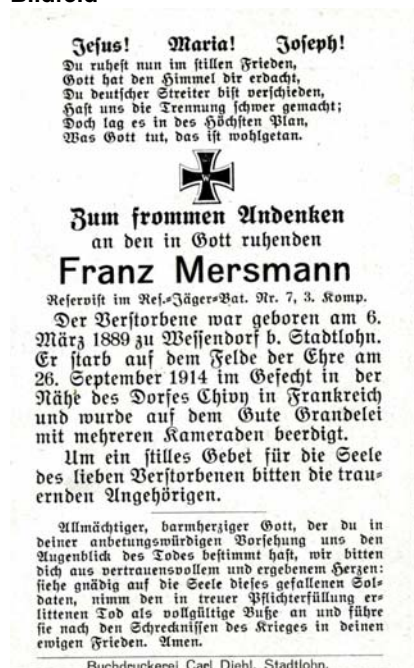 Bildfeld
Jesus! Maria! Joseph!
Du ruhest nun im stillen Frieden,
Gott hat den Himmel dir erdacht,
Du deutscher Streiter bist verschieden,
Hast uns die Trennung schwer gemacht;
Doch lag es in des Höchsten Plan,
Was Gott tut, das ist wohlgetan.
W
Zum frommen Andenken
an den in Gott ruhenden
Franz Mersmann
Reservist im Res.-Jäger-Bat. Nr. 7, 3. Komp.
Der Verstorbene war geboren am 6.
März 1889 zu Wessendorf b. Stadtlohn.
Er starb auf dem Felde der Ehre am
26. September 1914 im Gefecht in der
Nähe des Dorfes Chivy in Frankreich
und wurde auf dem Gute Grandelei
mit mehreren Kameraden beerdigt.
Um ein stilles Gebet für die Seele
des lieben Verstorbenen bitten die trau-
ernden Angehörigen.
Allmächtiger, barmherziger Gott, der du in
deiner anbetungswürdigen Vorsehung uns den
Augenblick des Todes bestimmt hast, wir bitten
dich aus vertrauensvollem und ergebenem Herzen:
siehe gnädig auf die Seele dieses gefallenen Sol-
daten, nimm den in treuer Pflichterfüllung er-
littenen Tod als vollgültige Buße an und führe
sie nach den Schrecknissen des Krieges in deinen
ewigen Frieden. Amen.
Buchdruckerei Carl Diehl, Stadtlohn.